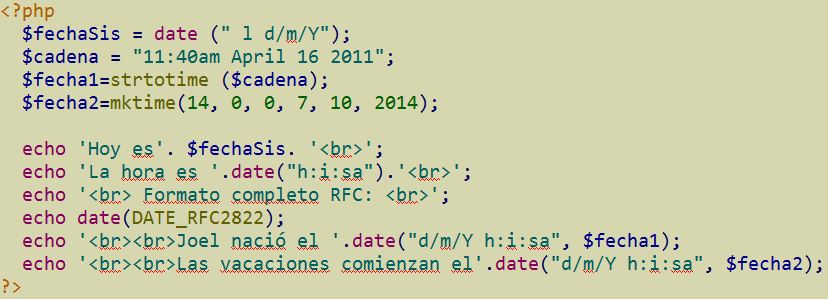 <?php
$fechaSis = date (" l d/m/Y");
$cadena = "11:40am April 16 2011";
$fecha1=strtotime ($cadena);
$fecha2=mktime(14, 0, 0, 7, 10, 2014);
echo 'Hoy es'. $fechaSis. '<br>';
echo 'La hora es '.date("h:i:sa").'<br>';
echo '<br> Formato completo RFC: <br>';
echo date(DATE_RFC2822);
echo '<br><br>Joel nació el '.date("d/m/Y h:i:sa", $fecha1);
echo '<br><br>Las vacaciones comienzan el'.date("d/m/Y h:i:sa", $fecha2);
?>